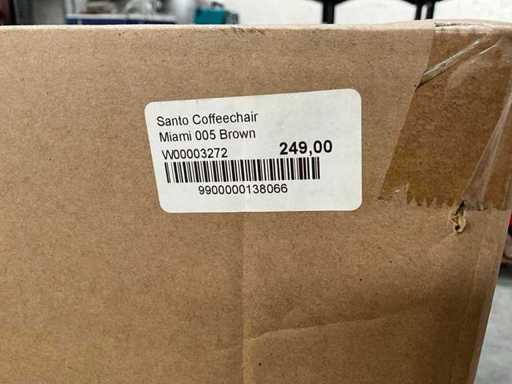 Santo Coffeechair
Miami 005 Brown
W00003272 249,00
9900000138066